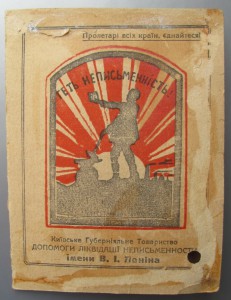 Пролетарі всіх країн, єднайтеся!
ГЕТЬ НЕПИСЬМЕННІСТЬ!
Київське Губерніяльне Товариство
ДОПОМОГИ ЛІКВІДАЦІЇ НЕПИСЬМЕННОСТИ
імени В. І. Леніна